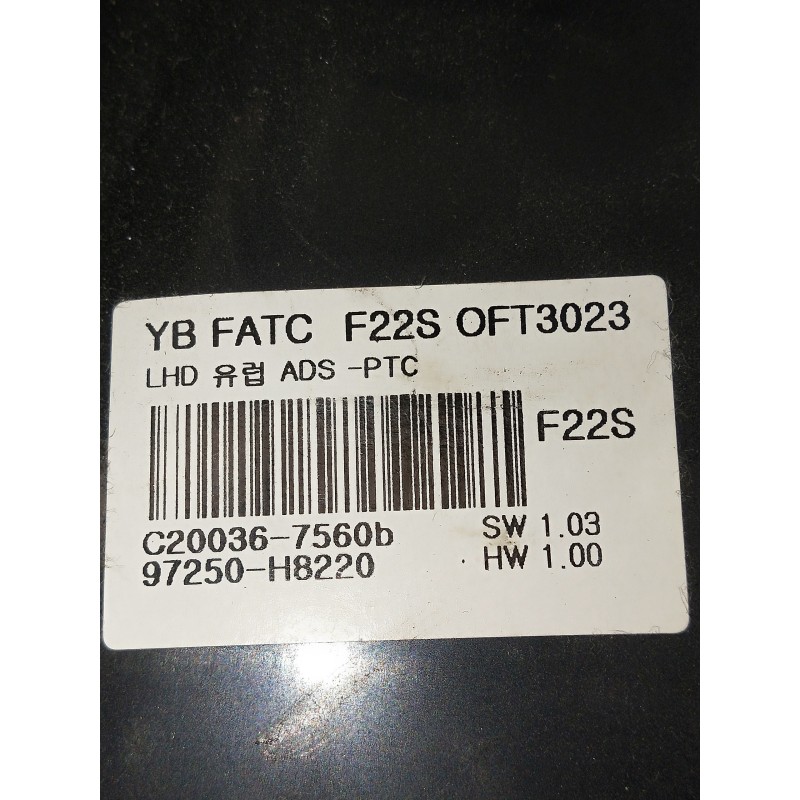 YB FATC F22S OFT3023
LHD 유럽 ADS -PTC
F22S
C20036-7560b SW 1.03
97250-H8220 HW 1.00